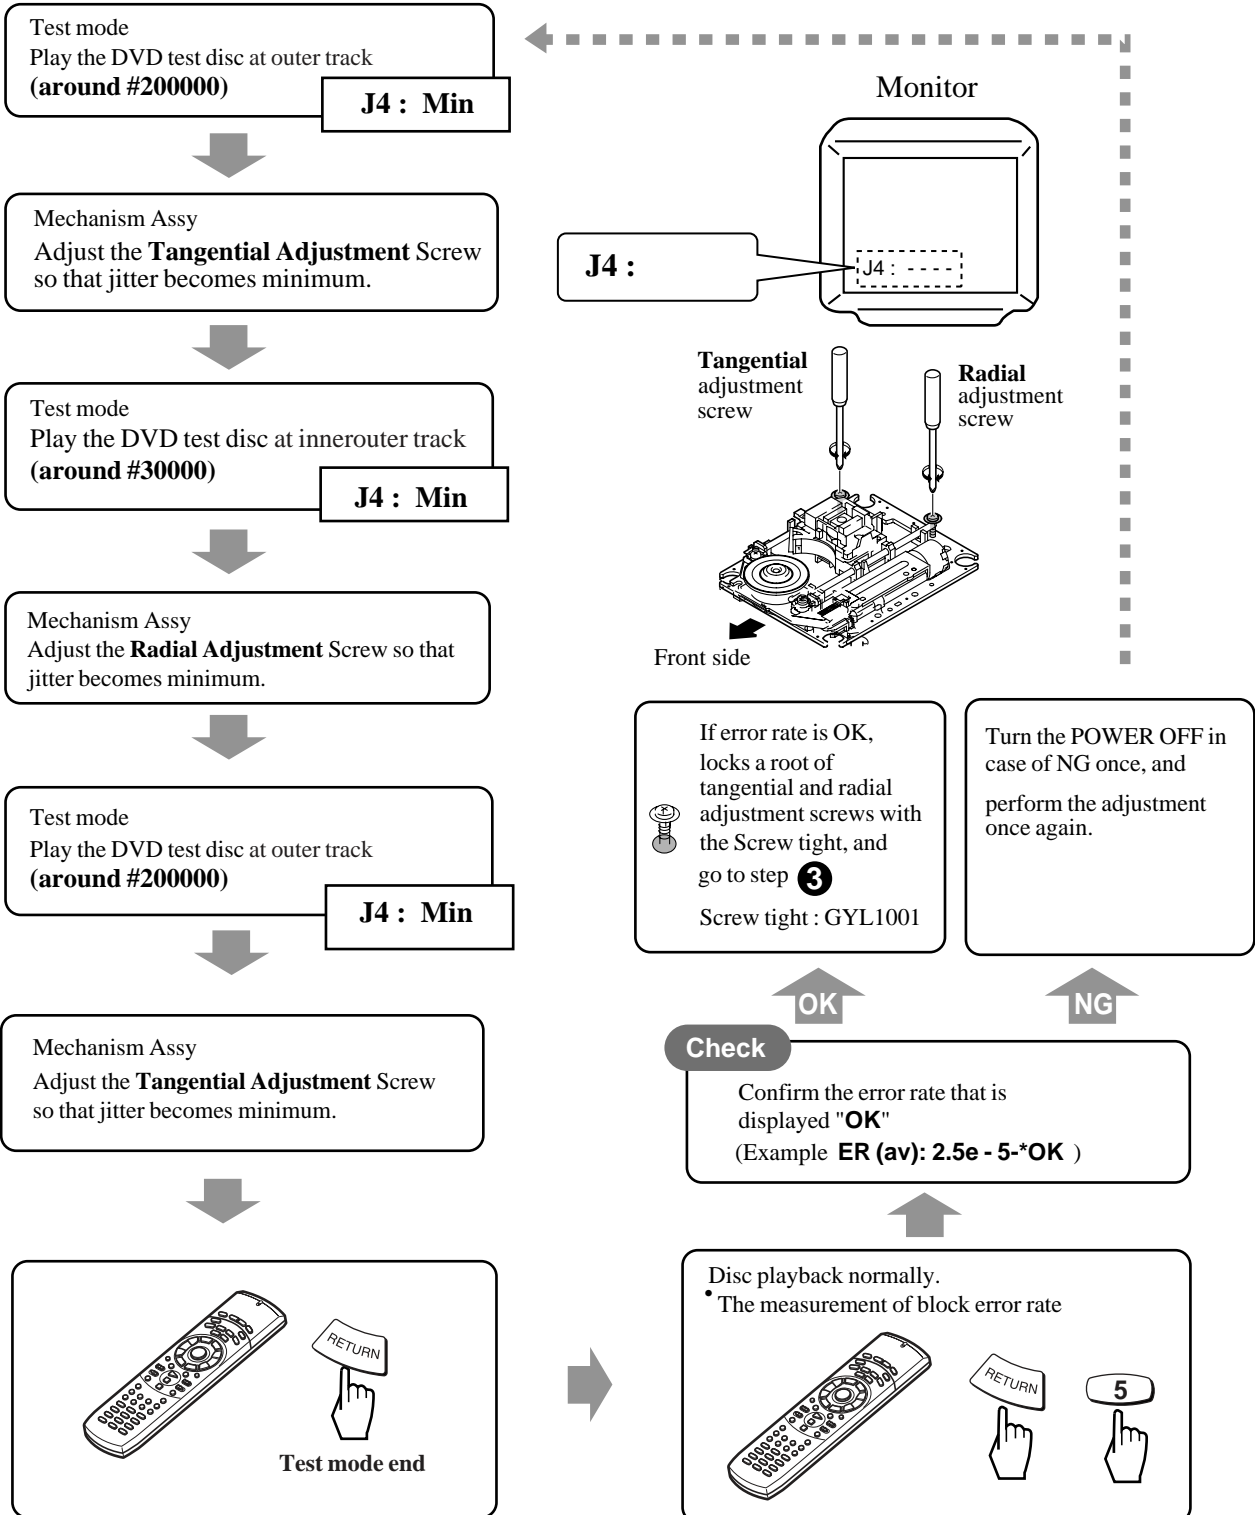 Test mode
Play the DVD test disc at outer track
(around #200000)
J4 : Min
Mechanism Assy
Adjust the Tangential Adjustment Screw
so that jitter becomes minimum.
Test mode
Play the DVD test disc at innerouter track
(around #30000)
J4 : Min
Mechanism Assy
Adjust the Radial Adjustment Screw so that
jitter becomes minimum.
Test mode
Play the DVD test disc at outer track
(around #200000)
J4 : Min
Mechanism Assy
Adjust the Tangential Adjustment Screw
so that jitter becomes minimum.
RETURN
Test mode end
Monitor
J4 :
J4 : - - - -
Tangential
adjustment
screw
Radial
adjustment
screw
Front side
If error rate is OK,
locks a root of
tangential and radial
adjustment screws with
the Screw tight, and
go to step 3
Screw tight : GYL1001
Turn the POWER OFF in
case of NG once, and
perform the adjustment
once again.
OK
NG
Check
Confirm the error rate that is
displayed "OK"
(Example ER (av): 2.5e - 5-*OK )
Disc playback normally.
• The measurement of block error rate
RETURN
5